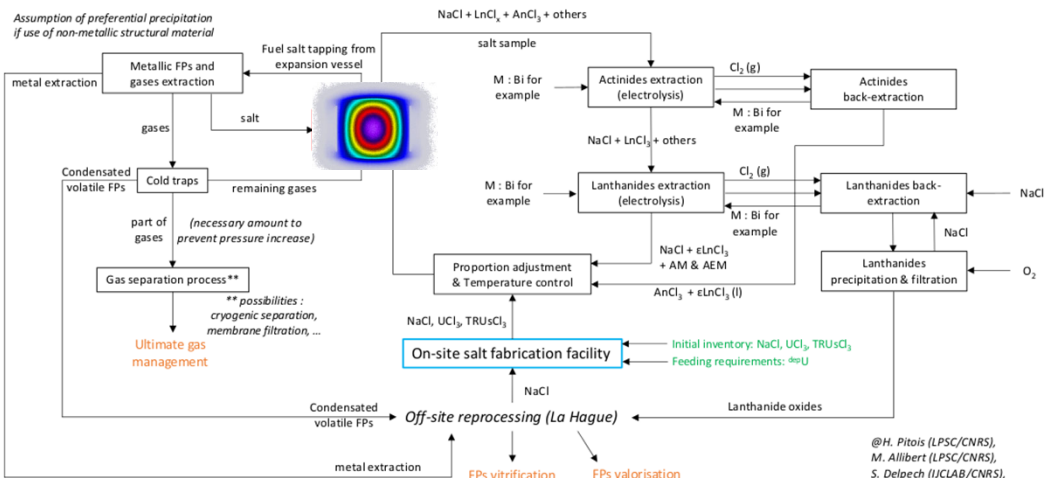 Assumption of preferential precipitation
if use of non-metallic structural material
NaCl + LnClₓ + AnCl₃ + others
salt sample
Fuel salt tapping from
expansion vessel
metal extraction
Metallic FPs and
gases extraction
salt
gases
M : Bi for
example
Actinides extraction
(electrolysis)
Cl₂ (g)
M : Bi for
example
Actinides
back-extraction
NaCl + LnCl₃ + others
Condensated
volatile FPs
Cold traps
remaining gases
M : Bi for
example
Lanthanides extraction
(electrolysis)
Cl₂ (g)
M : Bi for
example
Lanthanides back-
extraction
NaCl
NaCl
part of
gases
(necessary amount to
prevent pressure increase)
NaCl + εLnCl₃
+ AM & AEM
Lanthanides
precipitation & filtration
O₂
Gas separation process**
Proportion adjustment
& Temperature control
AnCl₃ + εLnCl₃ (l)
** possibilities :
cryogenic separation,
membrane filtration, ...
NaCl, UCl₃, TRUsCl₃
Ultimate gas
management
On-site salt fabrication facility
Initial inventory: NaCl, UCl₃, TRUsCl₃
Feeding requirements: ᵈᵉᵖU
NaCl
Condensated
volatile FPs
Off-site reprocessing (La Hague)
Lanthanide oxides
metal extraction
FPs vitrification
FPs valorisation
@H. Pitois (LPSC/CNRS),
M. Allibert (LPSC/CNRS),
S. Delpech (IJCLAB/CNRS),